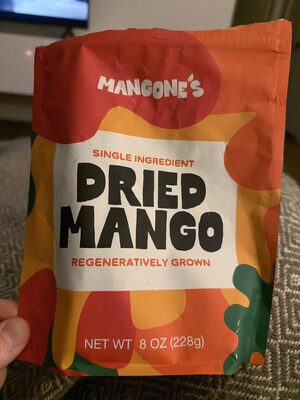 MANGONE'S
SINGLE INGREDIENT
DRIED
MANGO
REGENERATIVELY GROWN
NET WT 8 OZ (228g)